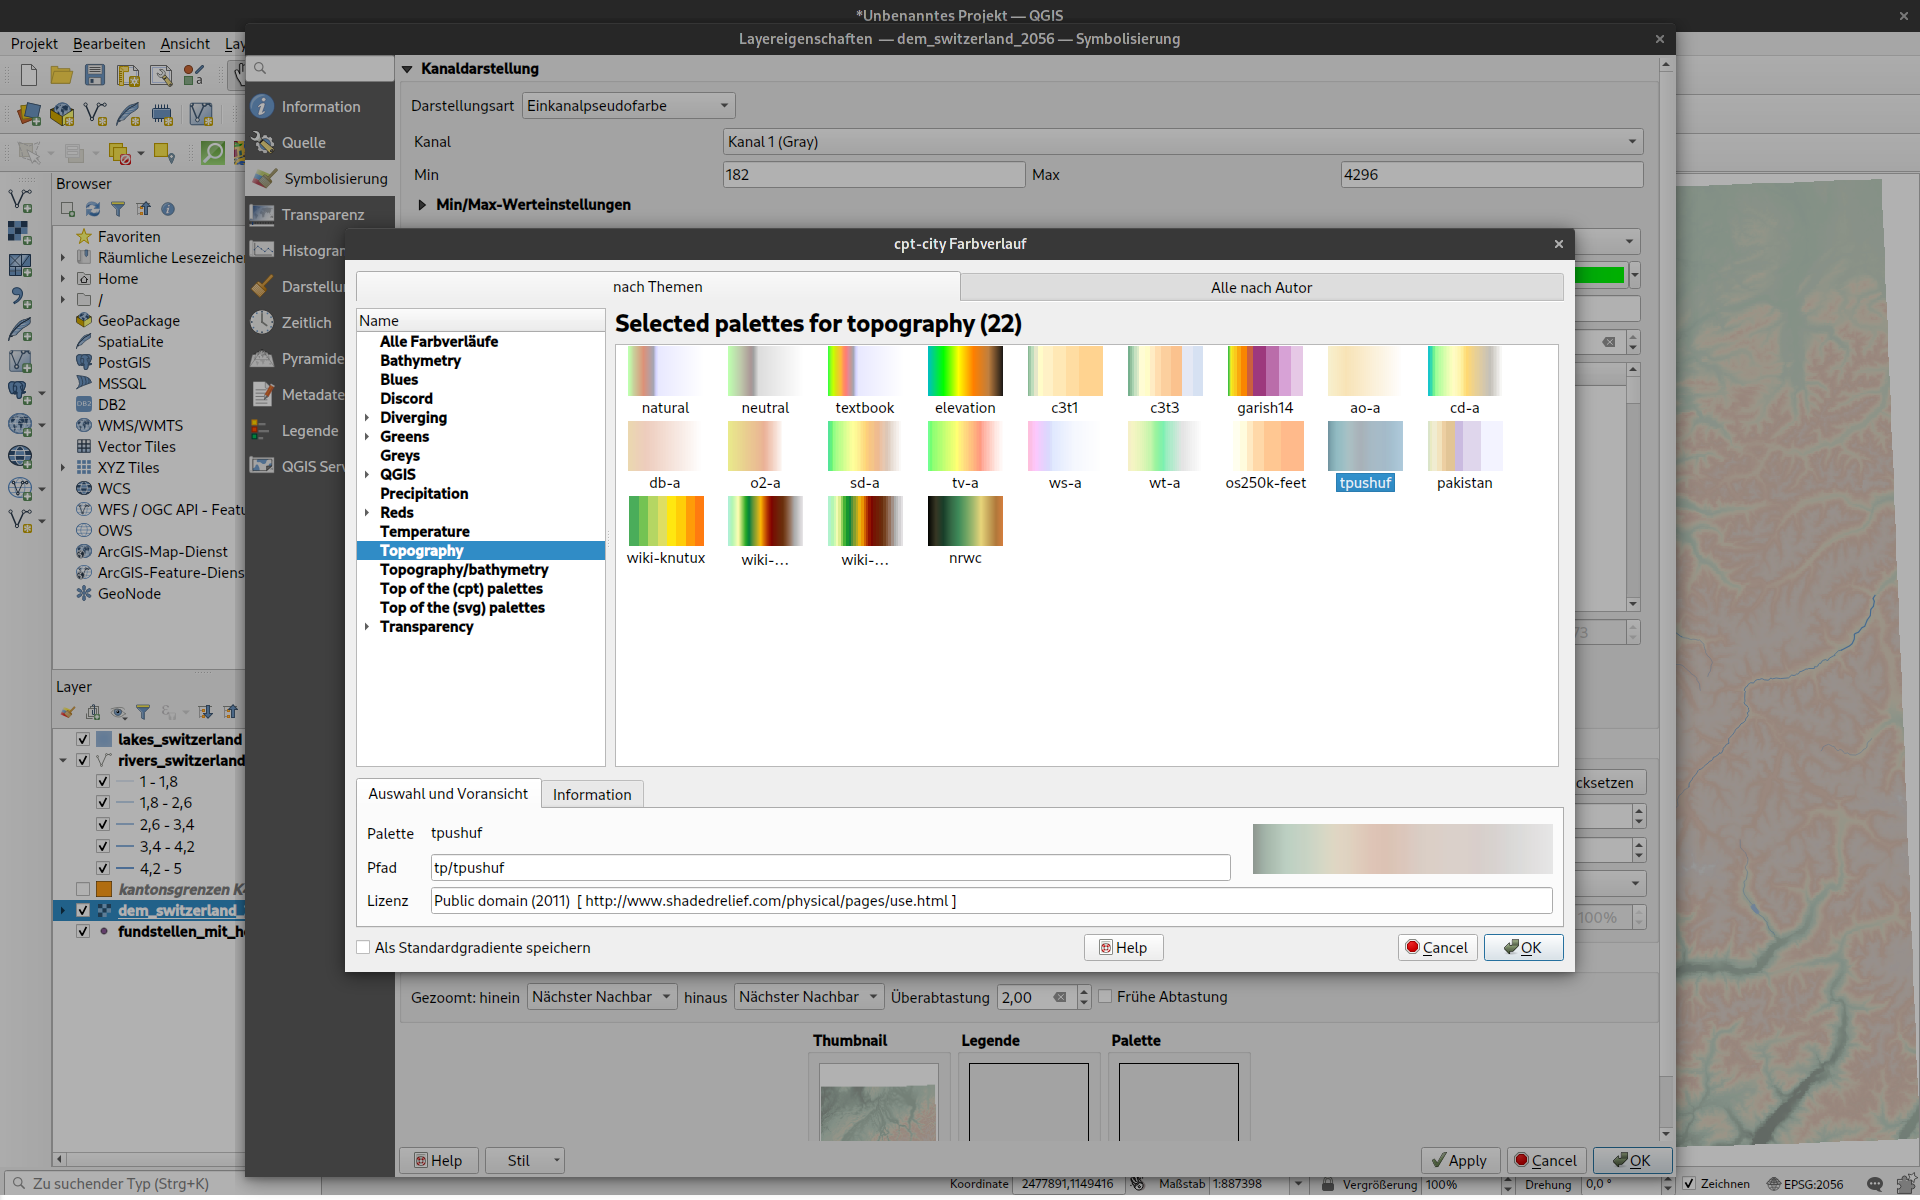 *Unbenanntes Projekt — QGIS
Projekt Bearbeiten Ansicht
Layereigenschaften — dem_switzerland_2056 — Symbolisierung
Kanaldarstellung
Darstellungsart Einkanalpseudofarbe
Kanal Kanal 1 (Gray)
Min 182 Max 4296
Min/Max-Werteinstellungen
Information
Quelle
Symbolisierung
Transparenz
Histogra
Darstellu
Zeitlich
Pyramide
Metadate
Legende
QGIS Ser
Browser
Favoriten
Räumliche Lesezeiche
Home
/
GeoPackage
SpatiaLite
PostGIS
MSSQL
DB2
WMS/WMTS
Vector Tiles
XYZ Tiles
WCS
WFS / OGC API - Featu
OWS
ArcGIS-Map-Dienst
ArcGIS-Feature-Diens
GeoNode
Layer
lakes_switzerland
rivers_switzerland
1 - 1,8
1,8 - 2,6
2,6 - 3,4
3,4 - 4,2
4,2 - 5
kantonsgrenzen K
dem_switzerland_
fundstellen_mit_h
cpt-city Farbverlauf
nach Themen Alle nach Autor
Name
Alle Farbverläufe
Bathymetry
Blues
Discord
Diverging
Greens
Greys
QGIS
Precipitation
Reds
Temperature
Topography
Topography/bathymetry
Top of the (cpt) palettes
Top of the (svg) palettes
Transparency
Selected palettes for topography (22)
natural neutral textbook elevation c3t1 c3t3 garish14 ao-a cd-a
db-a o2-a sd-a tv-a ws-a wt-a os250k-feet tpushuf pakistan
wiki-knutux wiki-… wiki-… nrwc
Auswahl und Voransicht Information
Palette tpushuf
Pfad tp/tpushuf
Lizenz Public domain (2011) [ http://www.shadedrelief.com/physical/pages/use.html ]
Als Standardgradiente speichern Help Cancel OK
73
cksetzen
100%
Gezoomt: hinein Nächster Nachbar hinaus Nächster Nachbar Überabtastung 2,00 Frühe Abtastung
Thumbnail Legende Palette
Help Stil Apply Cancel OK
Zu suchender Typ (Strg+K) Koordinate 2477891,1149416 Maßstab 1:887398 Vergrößerung 100% Drehung 0,0 ° Zeichnen EPSG:2056